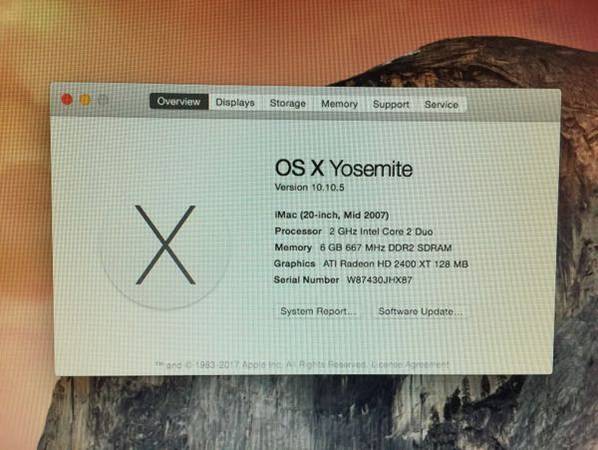 Overview Displays Storage Memory Support Service
OS X Yosemite
Version 10.10.5
iMac (20-inch, Mid 2007)
Processor 2 GHz Intel Core 2 Duo
Memory 6 GB 667 MHz DDR2 SDRAM
Graphics ATI Radeon HD 2400 XT 128 MB
Serial Number W87430JHX87
System Report... Software Update...
™ and © 1983-2017 Apple Inc. All Rights Reserved. License Agreement